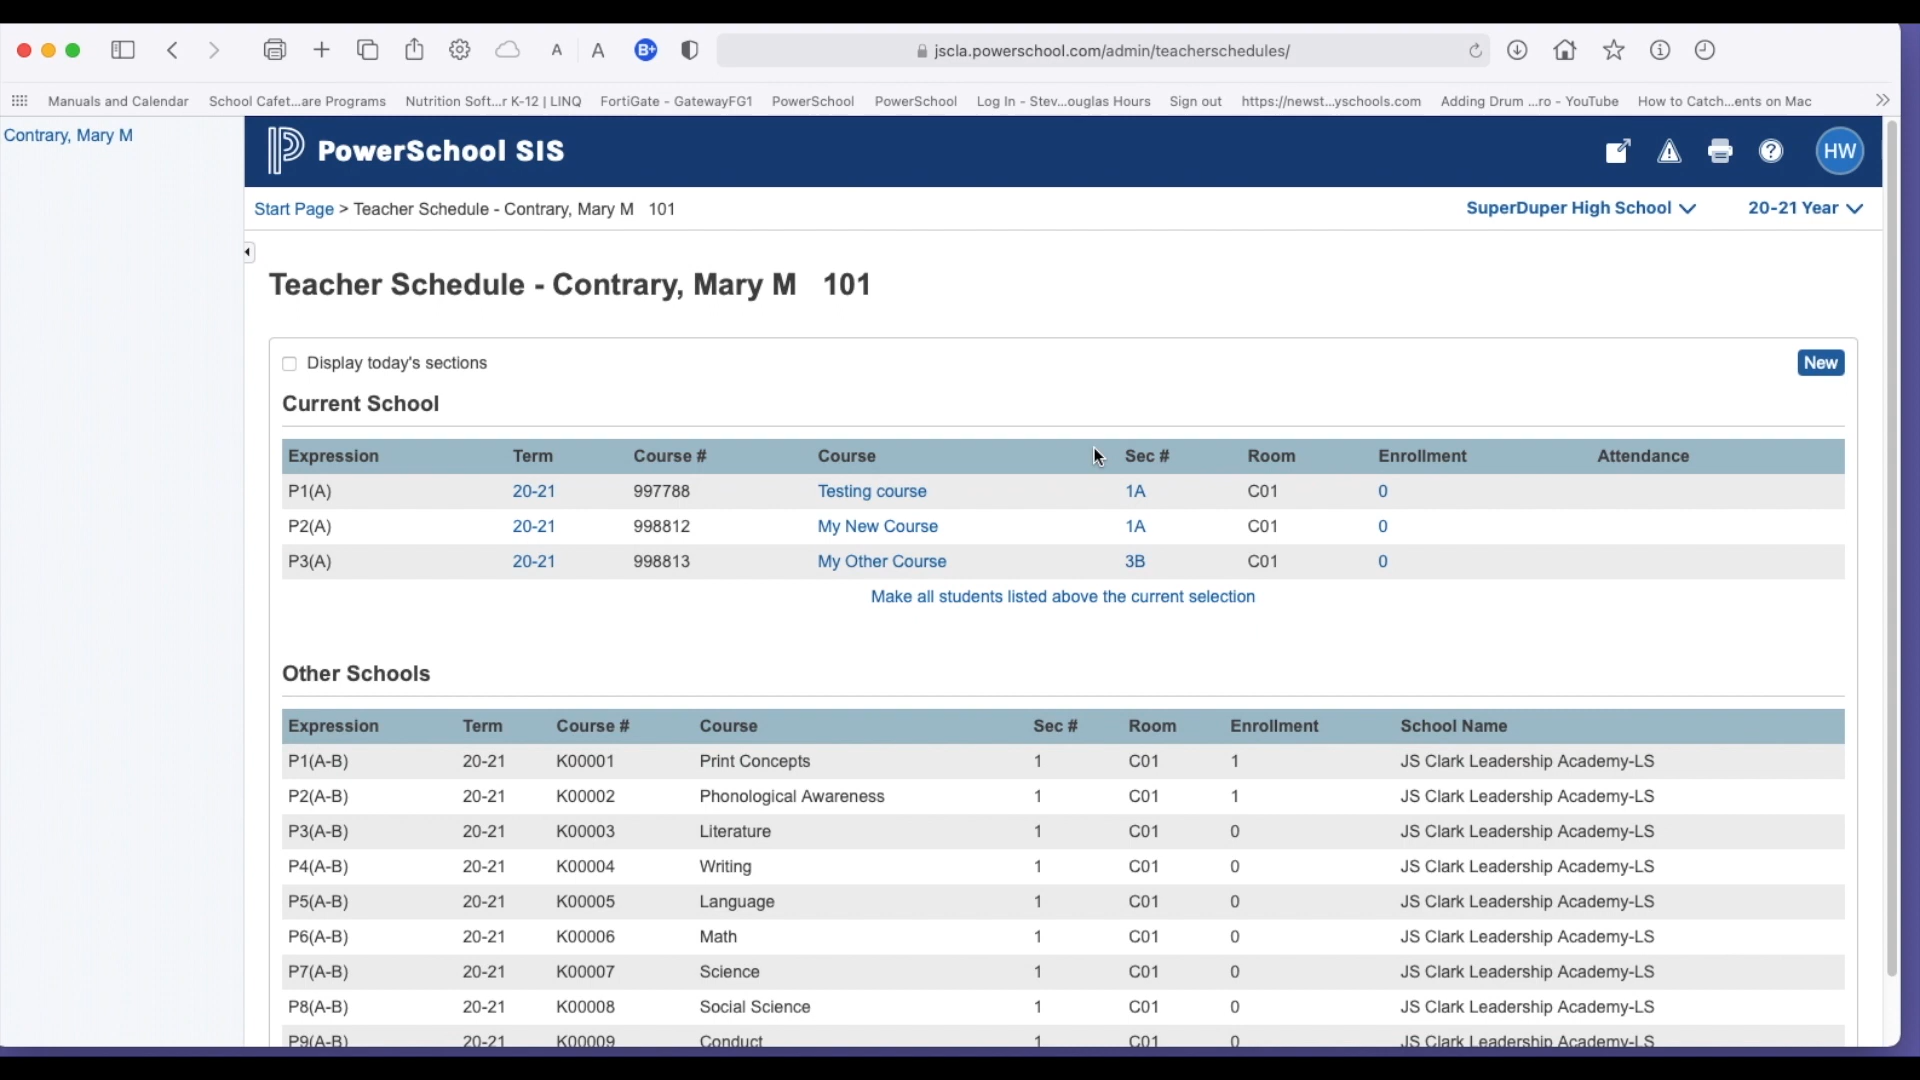 A A B+ jscla.powerschool.com/admin/teacherschedules/
Manuals and Calendar School Cafet...are Programs Nutrition Soft...r K-12 | LINQ FortiGate - GatewayFG1 PowerSchool PowerSchool Log In - Stev...ouglas Hours Sign out https://newst...yschools.com Adding Drum ...ro - YouTube How to Catch...ents on Mac
Contrary, Mary M
PowerSchool SIS HW
Start Page > Teacher Schedule - Contrary, Mary M 101 SuperDuper High School 20-21 Year
Teacher Schedule - Contrary, Mary M 101
Display today's sections New
Current School
Expression Term Course # Course Sec # Room Enrollment Attendance
P1(A) 20-21 997788 Testing course 1A C01 0
P2(A) 20-21 998812 My New Course 1A C01 0
P3(A) 20-21 998813 My Other Course 3B C01 0
Make all students listed above the current selection
Other Schools
Expression Term Course # Course Sec # Room Enrollment School Name
P1(A-B) 20-21 K00001 Print Concepts 1 C01 1 JS Clark Leadership Academy-LS
P2(A-B) 20-21 K00002 Phonological Awareness 1 C01 1 JS Clark Leadership Academy-LS
P3(A-B) 20-21 K00003 Literature 1 C01 0 JS Clark Leadership Academy-LS
P4(A-B) 20-21 K00004 Writing 1 C01 0 JS Clark Leadership Academy-LS
P5(A-B) 20-21 K00005 Language 1 C01 0 JS Clark Leadership Academy-LS
P6(A-B) 20-21 K00006 Math 1 C01 0 JS Clark Leadership Academy-LS
P7(A-B) 20-21 K00007 Science 1 C01 0 JS Clark Leadership Academy-LS
P8(A-B) 20-21 K00008 Social Science 1 C01 0 JS Clark Leadership Academy-LS
P9(A-B) 20-21 K00009 Conduct 1 C01 0 JS Clark Leadership Academy-LS